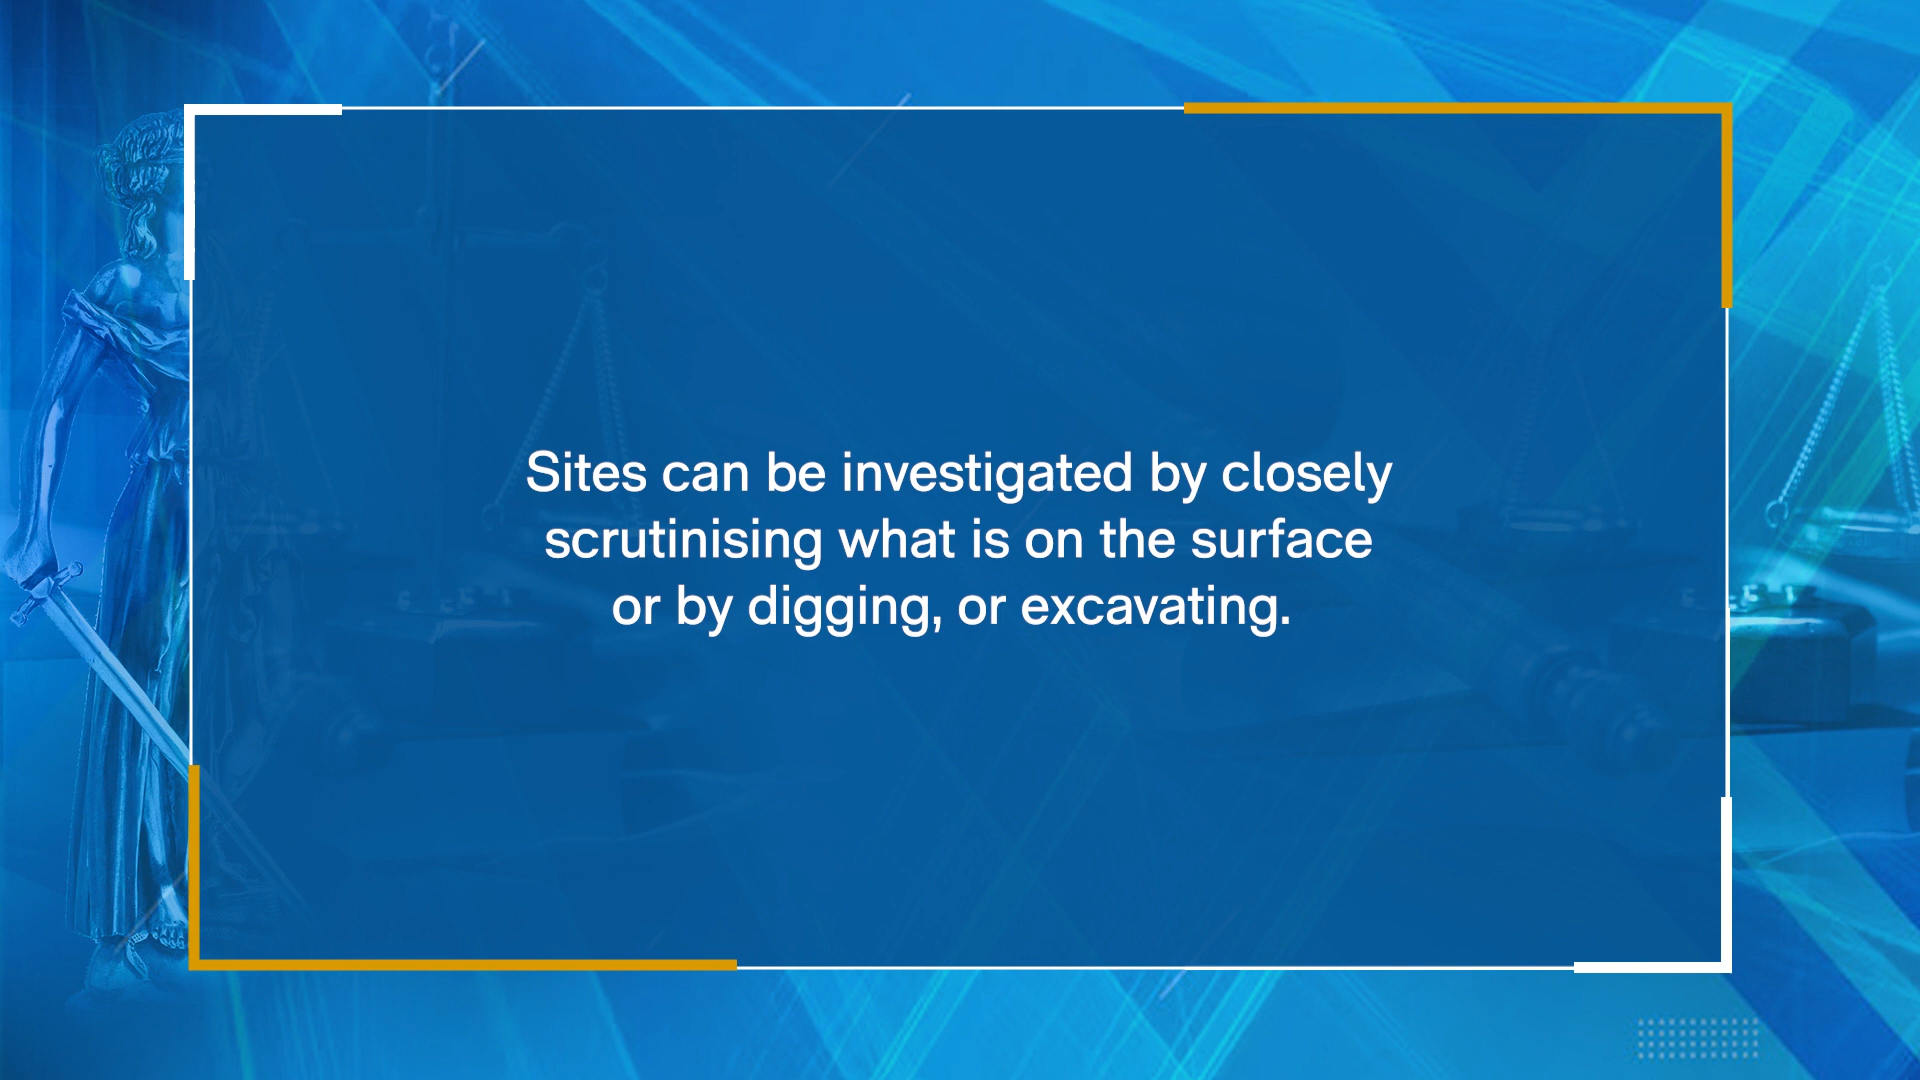 Sites can be investigated by closely
scrutinising what is on the surface
or by digging, or excavating.